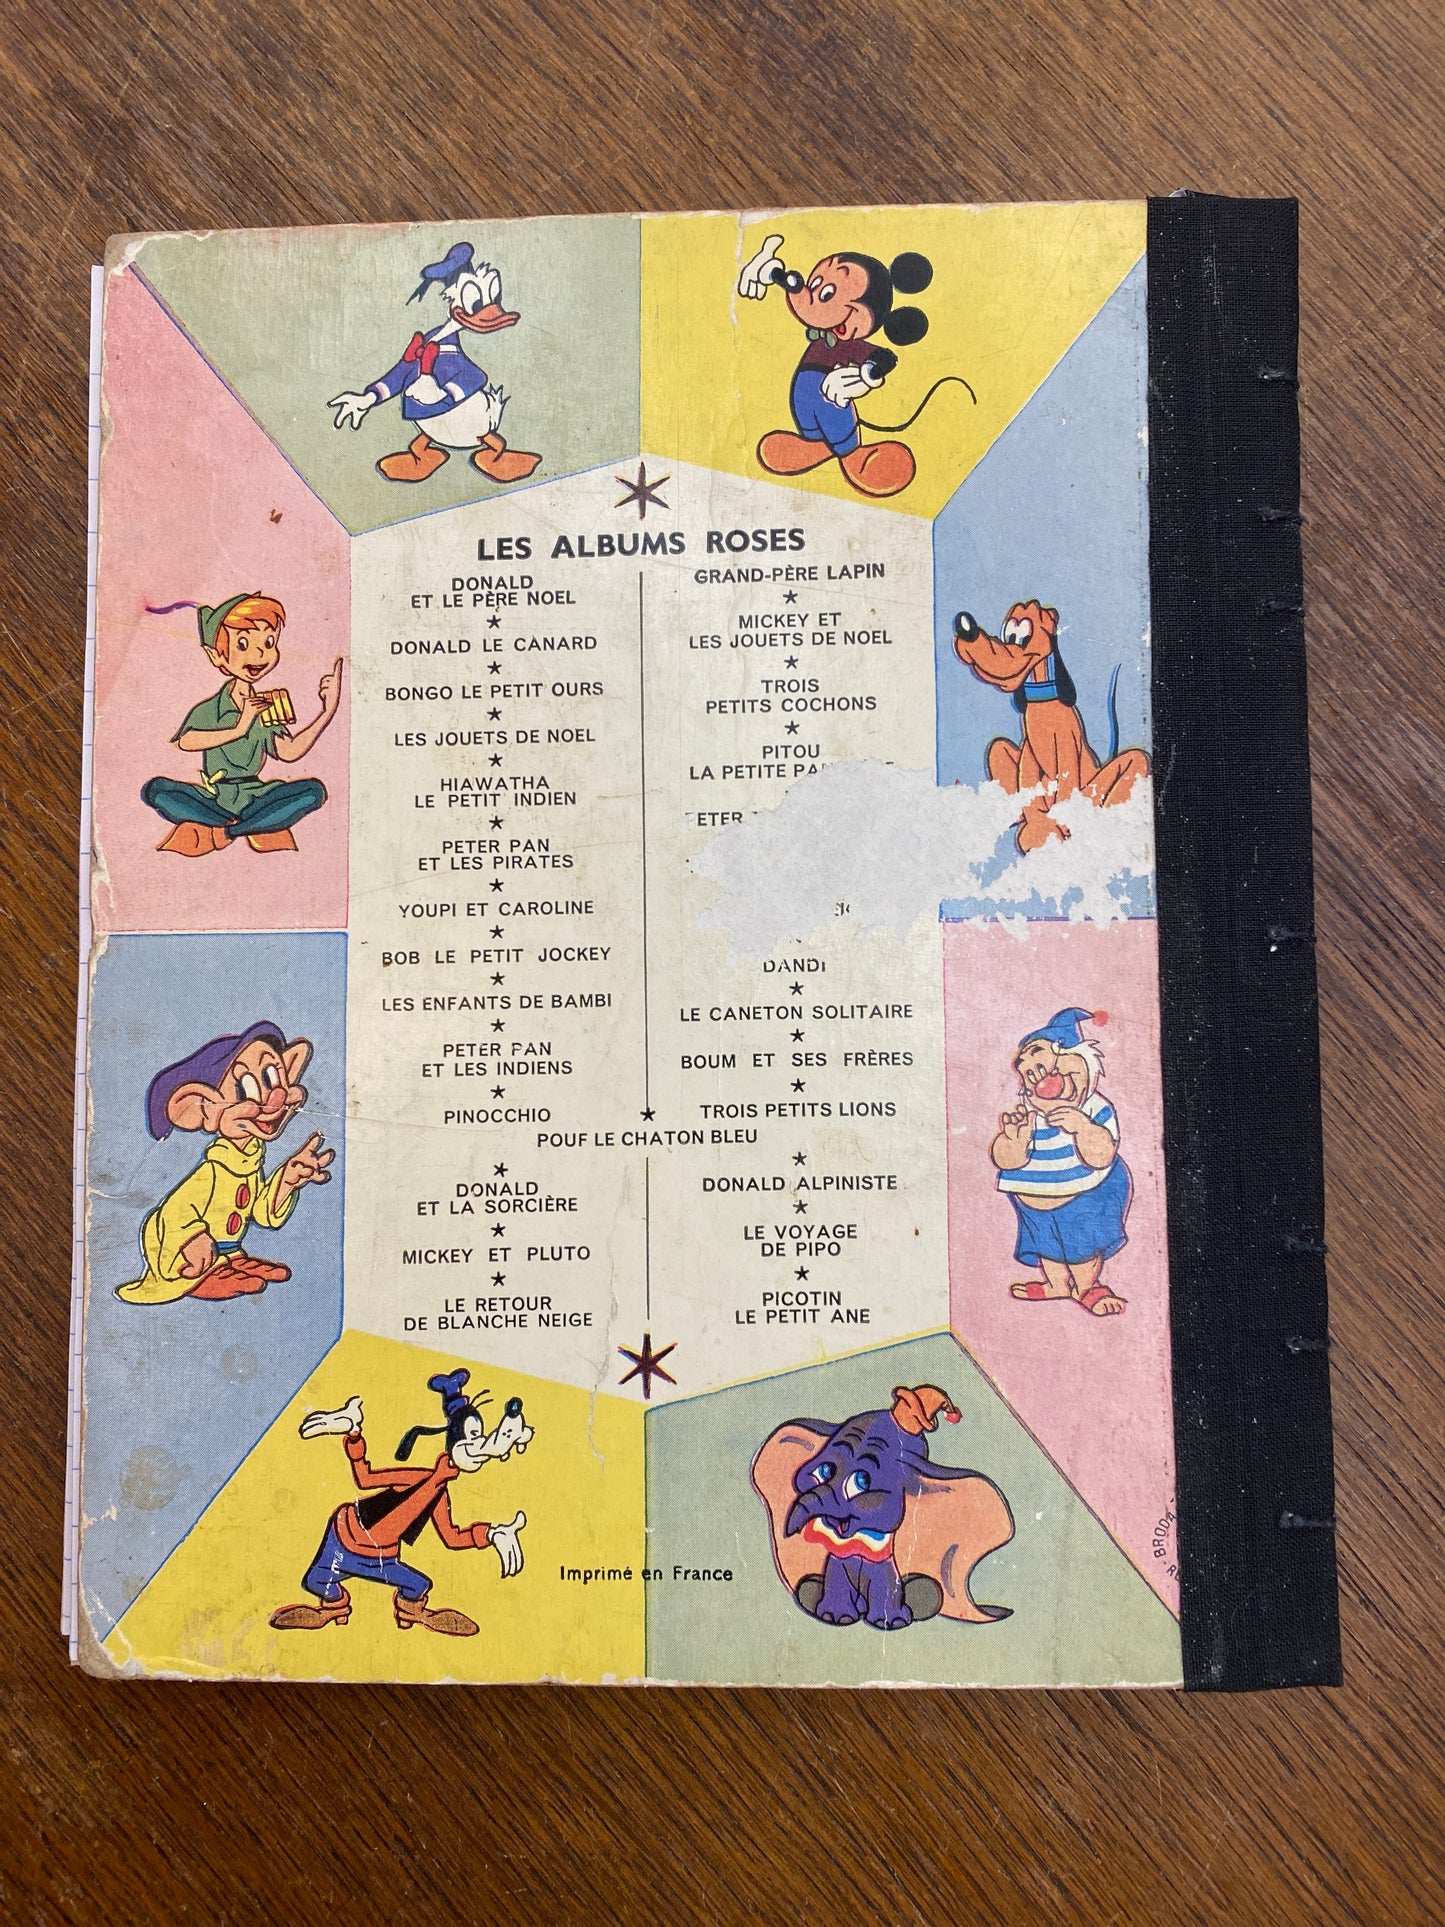 LES ALBUMS ROSES
DONALD
ET LE PÈRE NOEL
DONALD LE CANARD
BONGO LE PETIT OURS
LES JOUETS DE NOEL
HIAWATHA
LE PETIT INDIEN
PETER PAN
ET LES PIRATES
YOUPI ET CAROLINE
BOB LE PETIT JOCKEY
LES ENFANTS DE BAMBI
PETER PAN
ET LES INDIENS
PINOCCHIO
GRAND-PÈRE LAPIN
MICKEY ET
LES JOUETS DE NOEL
TROIS
PETITS COCHONS
PITOU
LA PETITE
DANDI
LE CANETON SOLITAIRE
BOUM ET SES FRÈRES
TROIS PETITS LIONS
POUF LE CHATON BLEU
DONALD
ET LA SORCIÈRE
MICKEY ET PLUTO
LE RETOUR
DE BLANCHE NEIGE
DONALD ALPINISTE
LE VOYAGE
DE PIPO
PICOTIN
LE PETIT ANE
Imprimé en France